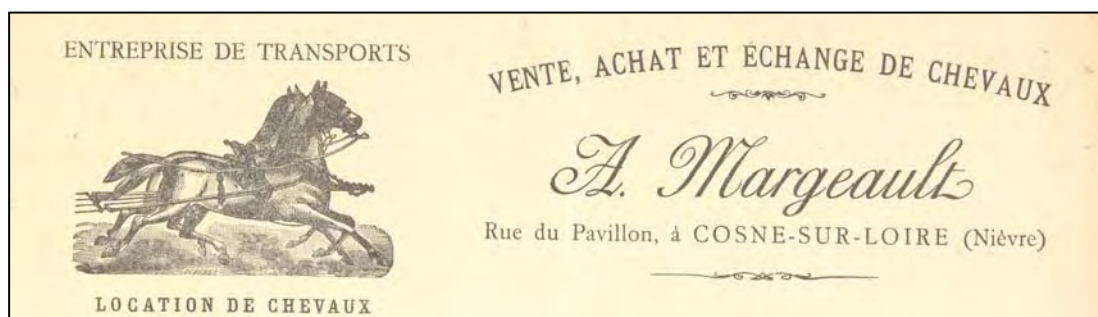 ENTREPRISE DE TRANSPORTS
LOCATION DE CHEVAUX
VENTE, ACHAT ET ÉCHANGE DE CHEVAUX
A. Margeault
Rue du Pavillon, à COSNE-SUR-LOIRE (Nièvre)